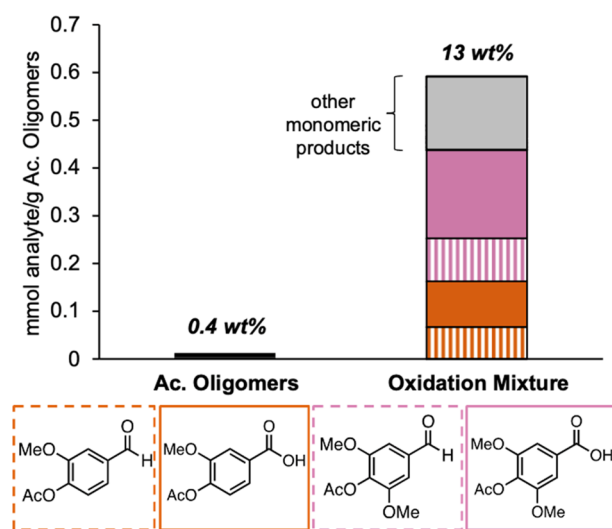 mmol analyte/g Ac. Oligomers
0.7
0.6
0.5
0.4
0.3
0.2
0.1
0
13 wt%
other
monomeric
products
0.4 wt%
Ac. Oligomers
Oxidation Mixture
O
MeO
H
AcO
O
MeO
OH
AcO
O
MeO
H
AcO
OMe
O
MeO
OH
AcO
OMe